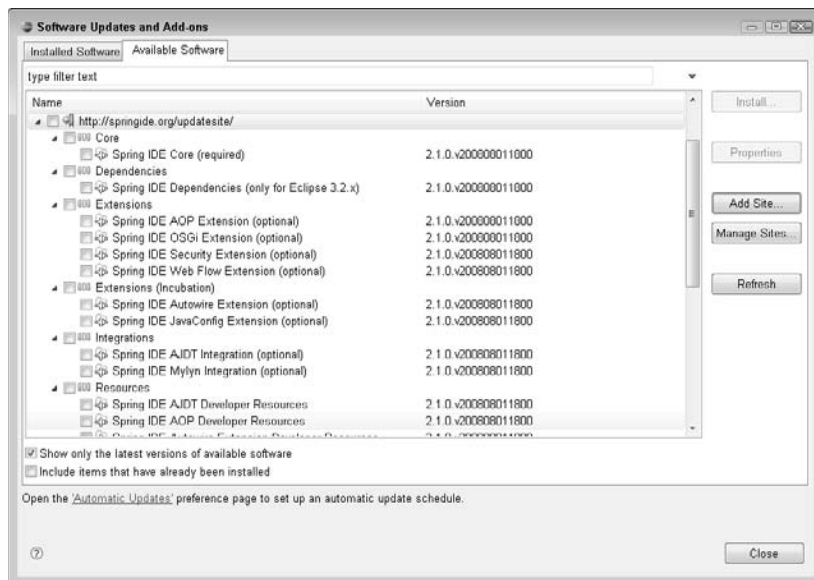 Software Updates and Add-ons
Installed Software Available Software
type filter text
Name Version
http://springide.org/updatesite/
Core
Spring IDE Core (required) 2.1.0.v200808011800
Dependencies
Spring IDE Dependencies (only for Eclipse 3.2.x) 2.1.0.v200808011800
Extensions
Spring IDE AOP Extension (optional) 2.1.0.v200808011800
Spring IDE OSGi Extension (optional) 2.1.0.v200808011800
Spring IDE Security Extension (optional) 2.1.0.v200808011800
Spring IDE Web Flow Extension (optional) 2.1.0.v200808011800
Extensions (Incubation)
Spring IDE Autowire Extension (optional) 2.1.0.v200808011800
Spring IDE JavaConfig Extension (optional) 2.1.0.v200808011800
Integrations
Spring IDE AJDT Integration (optional) 2.1.0.v200808011800
Spring IDE Mylyn Integration (optional) 2.1.0.v200808011800
Resources
Spring IDE AJDT Developer Resources 2.1.0.v200808011800
Spring IDE AOP Developer Resources 2.1.0.v200808011800
Install...
Properties
Add Site...
Manage Sites...
Refresh
Show only the latest versions of available software
Include items that have already been installed
Open the 'Automatic Updates' preference page to set up an automatic update schedule.
Close